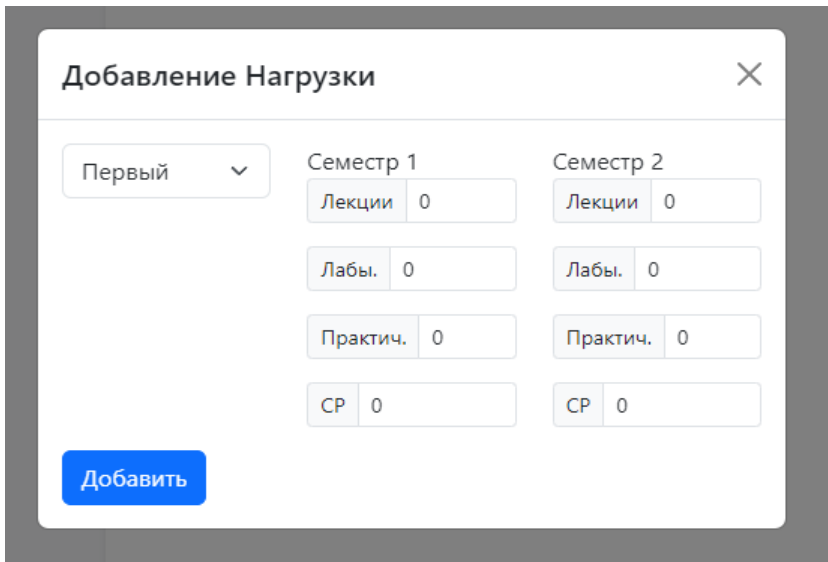 Добавление Нагрузки
Первый
Семестр 1
Лекции 0
Лабы. 0
Практич. 0
СР 0
Семестр 2
Лекции 0
Лабы. 0
Практич. 0
СР 0
Добавить